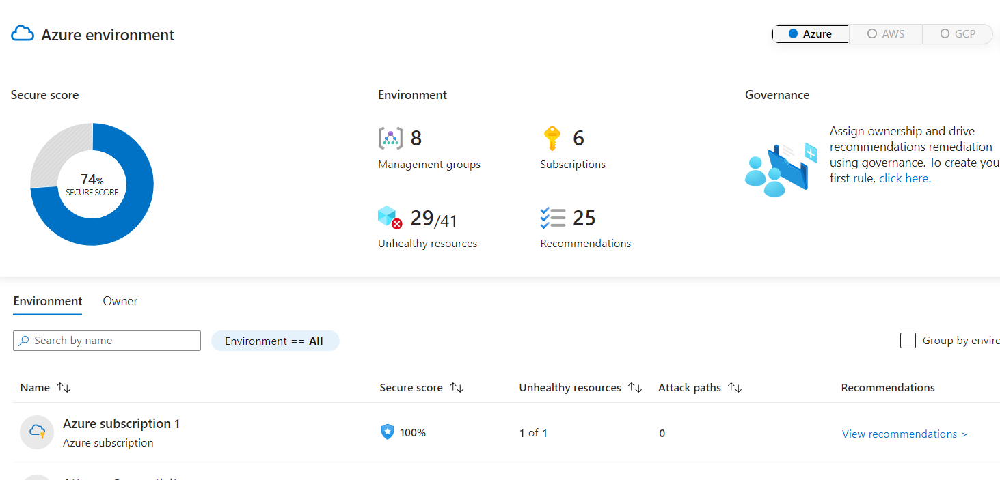 Azure environment
Azure
AWS
GCP
Secure score
74%
SECURE SCORE
Environment
8
Management groups
6
Subscriptions
29/41
Unhealthy resources
25
Recommendations
Governance
Assign ownership and drive
recommendations remediation
using governance. To create you
first rule, click here.
Environment Owner
Search by name
Environment == All
Group by enviro
Name Secure score Unhealthy resources Attack paths Recommendations
Azure subscription 1
Azure subscription
100%
1 of 1
0
View recommendations >